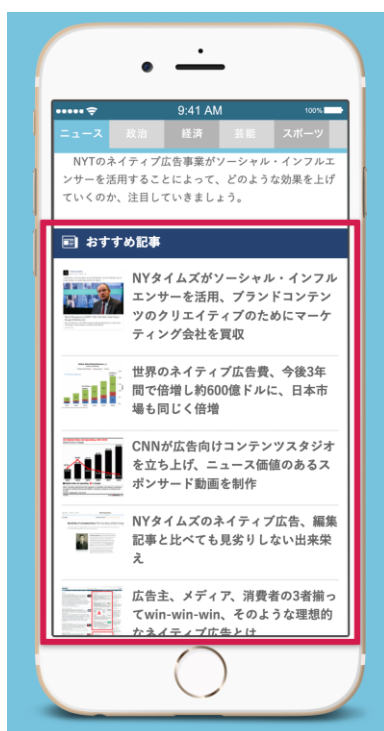 9:41 AM
100%
ニュース 政治 経済 芸能 スポーツ
NYTのネイティブ広告事業がソーシャル・インフルエ
ンサーを活用することによって、どのような効果を上げ
ていくのか、注目していきましょう。
おすすめ記事
NYタイムズがソーシャル・インフル
エンサーを活用、ブランドコンテン
ツのクリエイティブのためにマーケ
ティング会社を買収
世界のネイティブ広告費、今後3年
間で倍増し約600億ドルに、日本市
場も同じく倍増
CNNが広告向けコンテンツスタジオ
を立ち上げ、ニュース価値のあるス
ポンサード動画を制作
NYタイムズのネイティブ広告、編集
記事と比べても見劣りしない出来栄
え
広告主、メディア、消費者の3者揃っ
てwin-win-win、そのような理想的
なネイティブ広告とは